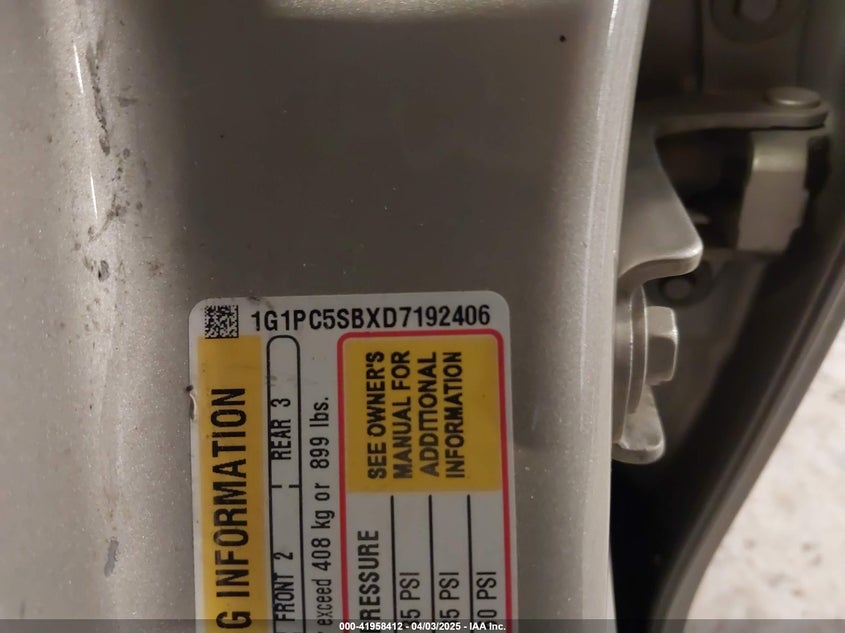 1G1PC5SBXD7192406
G INFORMATION
FRONT 2 REAR 3
exceed 408 kg or 899 lbs.
SEE OWNER'S
MANUAL FOR
ADDITIONAL
INFORMATION
RESSURE
5 PSI
5 PSI
0 PSI
000-41958412 - 04/03/2025 - IAA Inc.